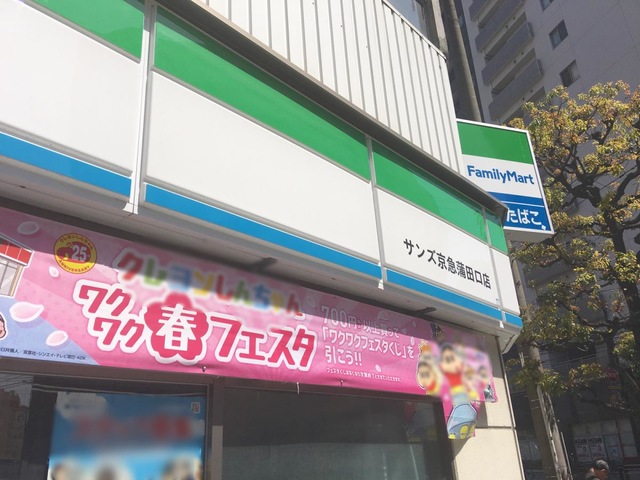 FamilyMart
たばこ
サンズ京急蒲田口店
25
クレヨンしんちゃん
ワクワク春フェスタ
700円
「ワクワクフェスタくじ」を
引こう!!